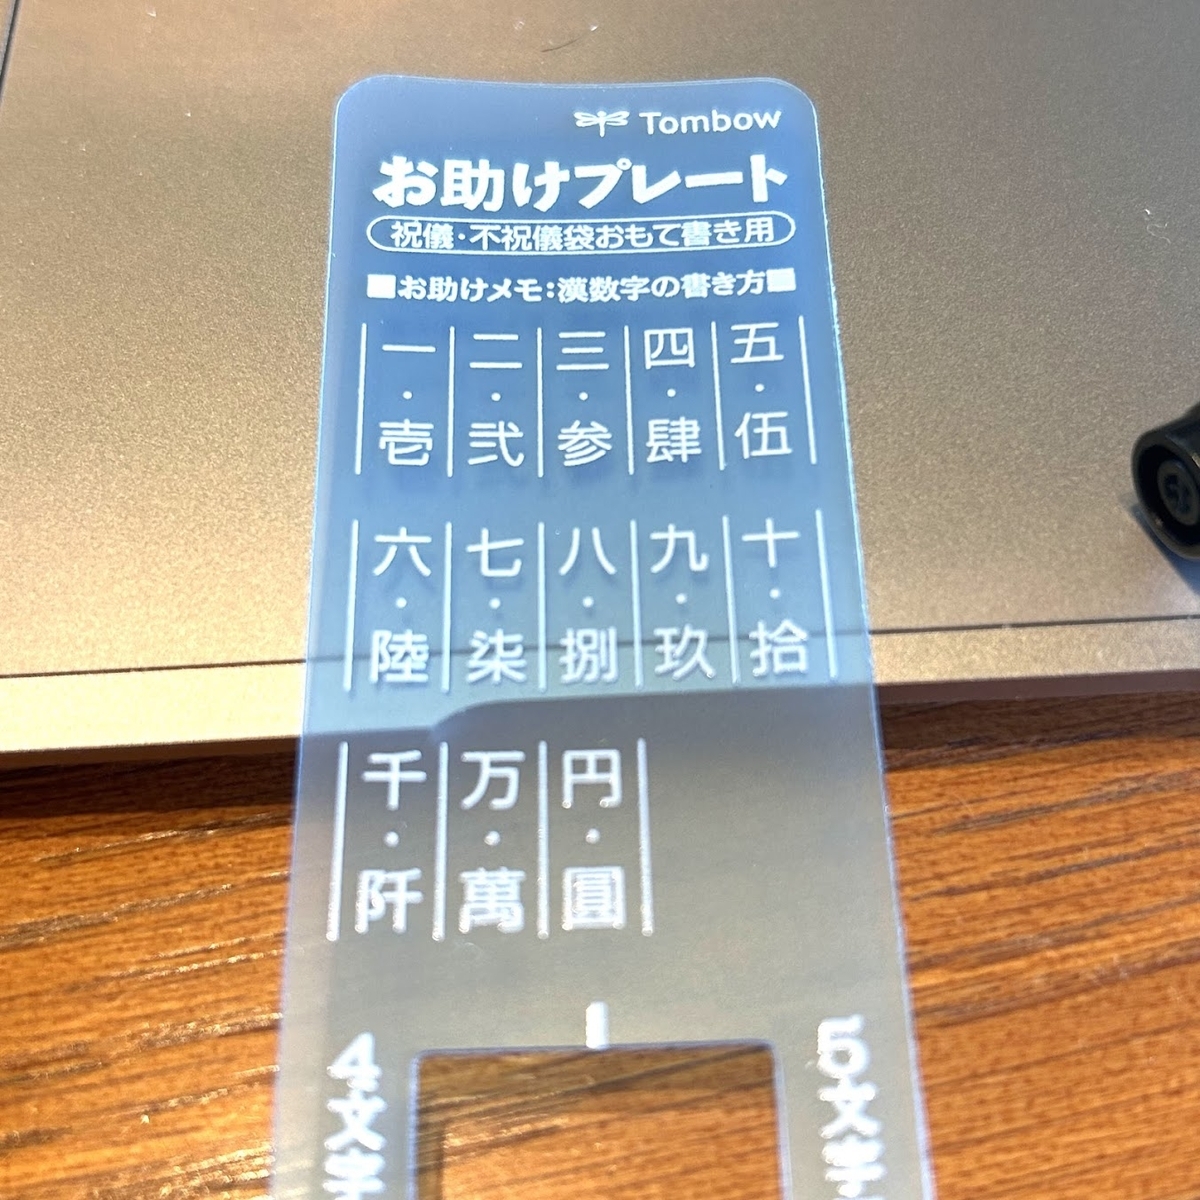 Tombow
お助けプレート
祝儀・不祝儀袋おもて書き用
■お助けメモ:漢数字の書き方■
一・壱
二・弐
三・参
四・肆
五・伍
六・陸
七・柒
八・捌
九・玖
十・拾
千・阡
万・萬
円・圓
4文字
5文字